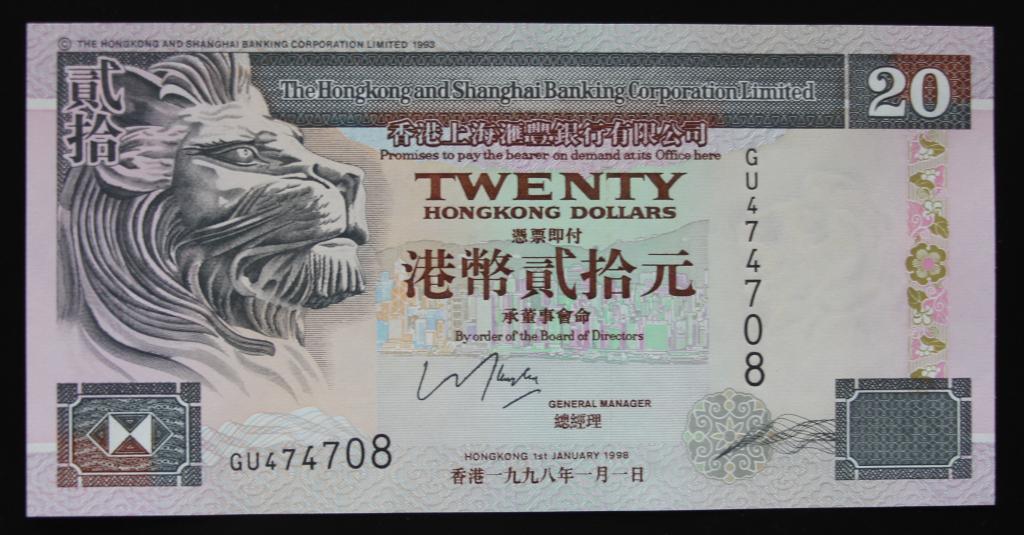 © THE HONGKONG AND SHANGHAI BANKING CORPORATION LIMITED 1993
貳拾
The Hongkong and Shanghai Banking Corporation Limited
20
香港上海滙豐銀行有限公司
Promises to pay the bearer on demand at its Office here
TWENTY
HONGKONG DOLLARS
憑票即付
港幣貳拾元
承董事會命
By order of the Board of Directors
GU474708
GENERAL MANAGER
總經理
GU474708
HONGKONG 1st JANUARY 1998
香港一九九八年一月一日